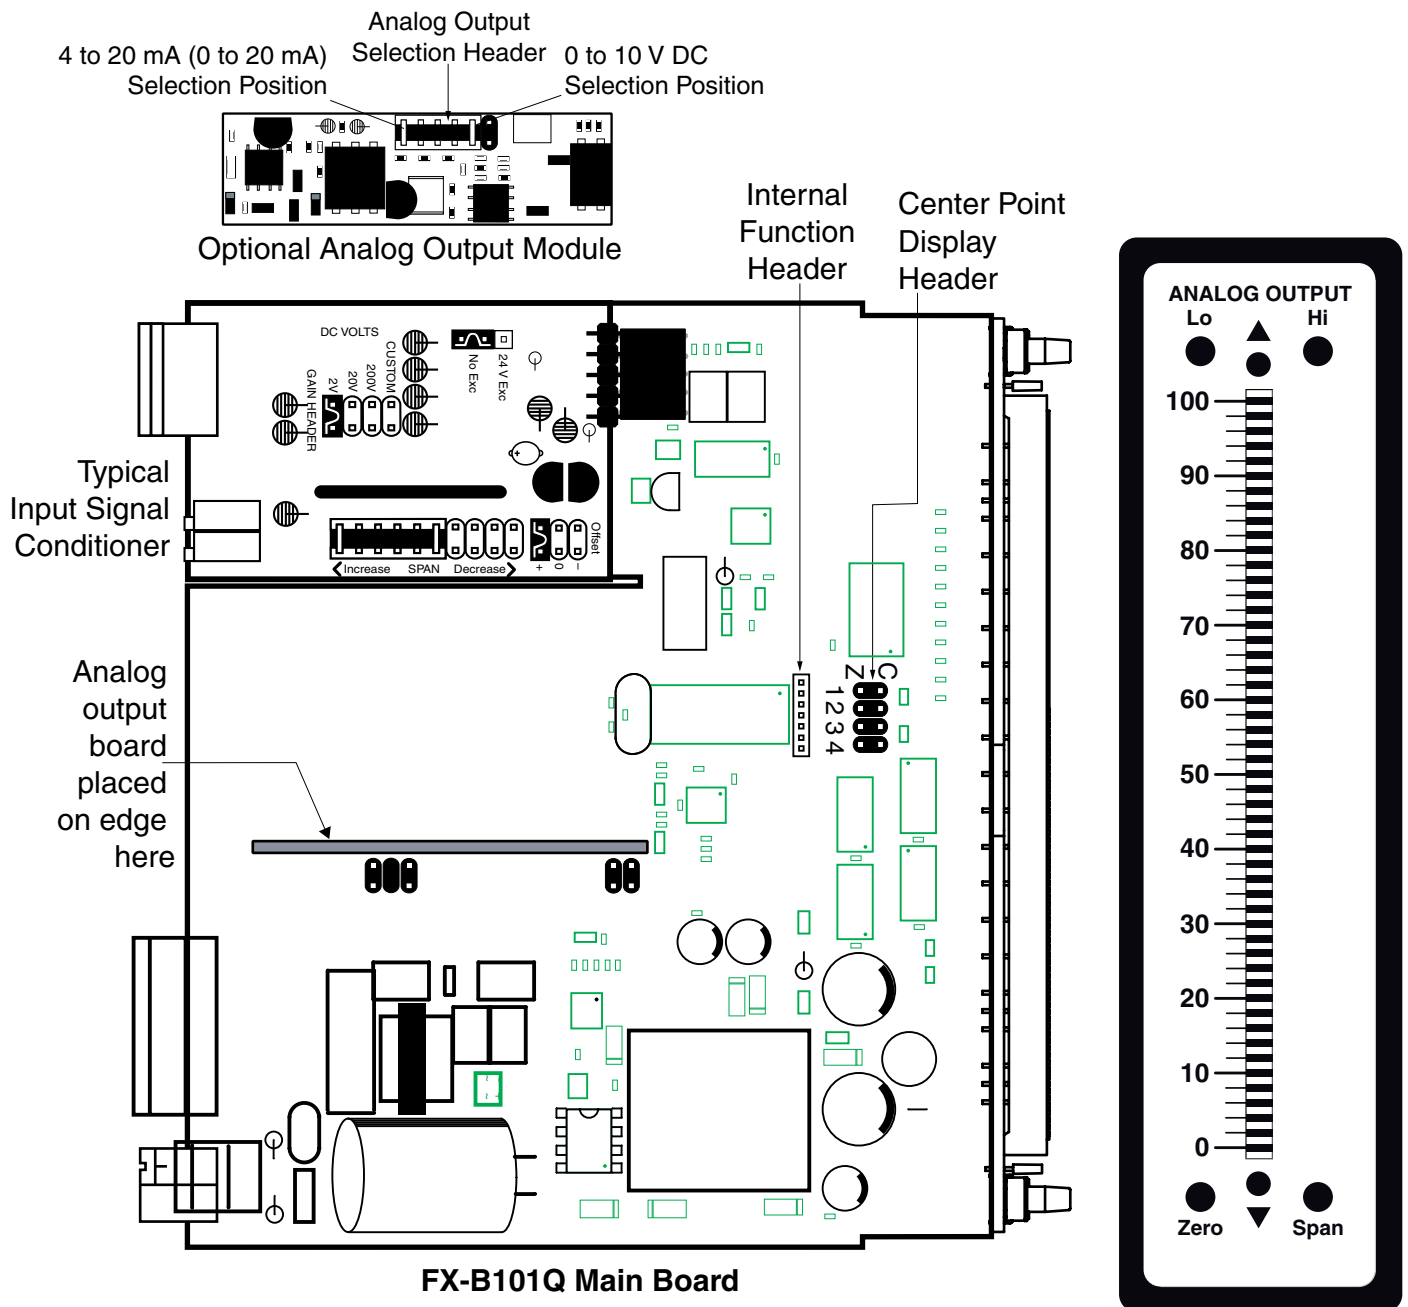 Analog Output
Selection Header
4 to 20 mA (0 to 20 mA)
Selection Position
0 to 10 V DC
Selection Position
Optional Analog Output Module
Internal
Function
Header
Center Point
Display
Header
DC VOLTS
GAIN HEADER
2V
20V
200V
CUSTOM
No Exc
24 V Exc
+
Typical
Input Signal
Conditioner
Increase SPAN Decrease
+ 0 −
Offset
Z C
1
2
3
4
Analog
output
board
placed
on edge
here
~ ~
- +
FX-B101Q Main Board
ANALOG OUTPUT
Lo Hi
100
90
80
70
60
50
40
30
20
10
0
Zero Span